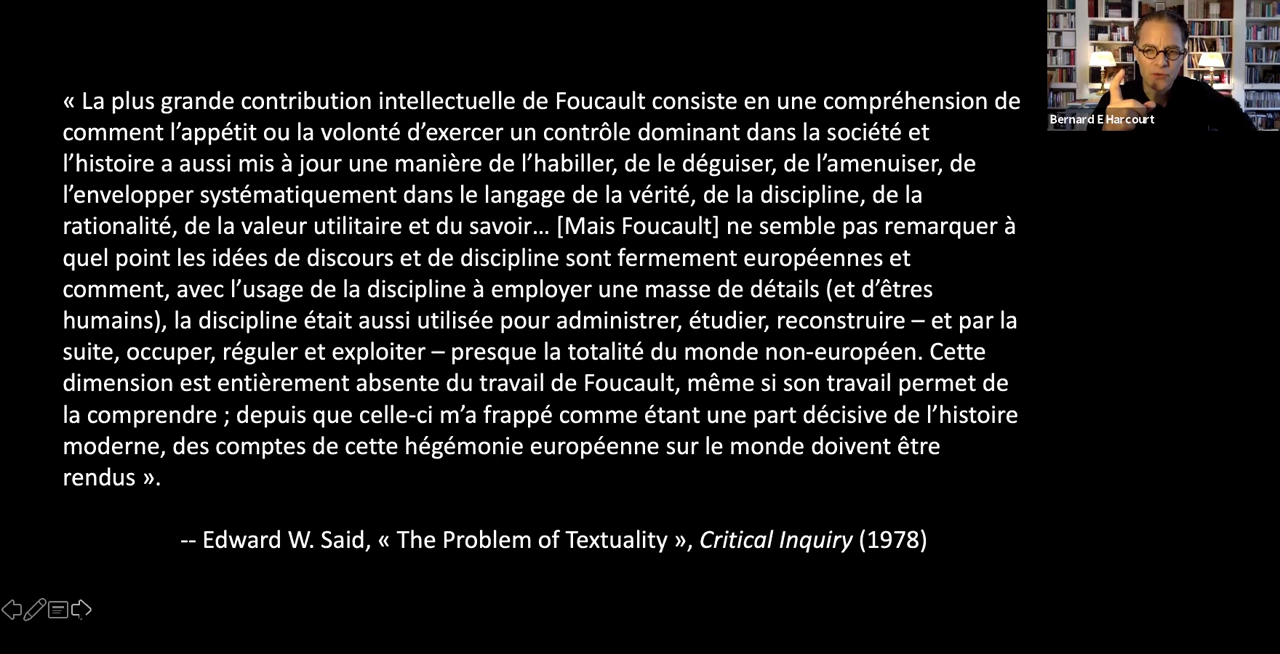 « La plus grande contribution intellectuelle de Foucault consiste en une compréhension de
comment l’appétit ou la volonté d’exercer un contrôle dominant dans la société et
l’histoire a aussi mis à jour une manière de l’habiller, de le déguiser, de l’amenuiser, de
l’envelopper systématiquement dans le langage de la vérité, de la discipline, de la
rationalité, de la valeur utilitaire et du savoir… [Mais Foucault] ne semble pas remarquer à
quel point les idées de discours et de discipline sont fermement européennes et
comment, avec l’usage de la discipline à employer une masse de détails (et d’êtres
humains), la discipline était aussi utilisée pour administrer, étudier, reconstruire – et par la
suite, occuper, réguler et exploiter – presque la totalité du monde non-européen. Cette
dimension est entièrement absente du travail de Foucault, même si son travail permet de
la comprendre ; depuis que celle-ci m’a frappé comme étant une part décisive de l’histoire
moderne, des comptes de cette hégémonie européenne sur le monde doivent être
rendus ».
-- Edward W. Said, « The Problem of Textuality », Critical Inquiry (1978)
Bernard E Harcourt